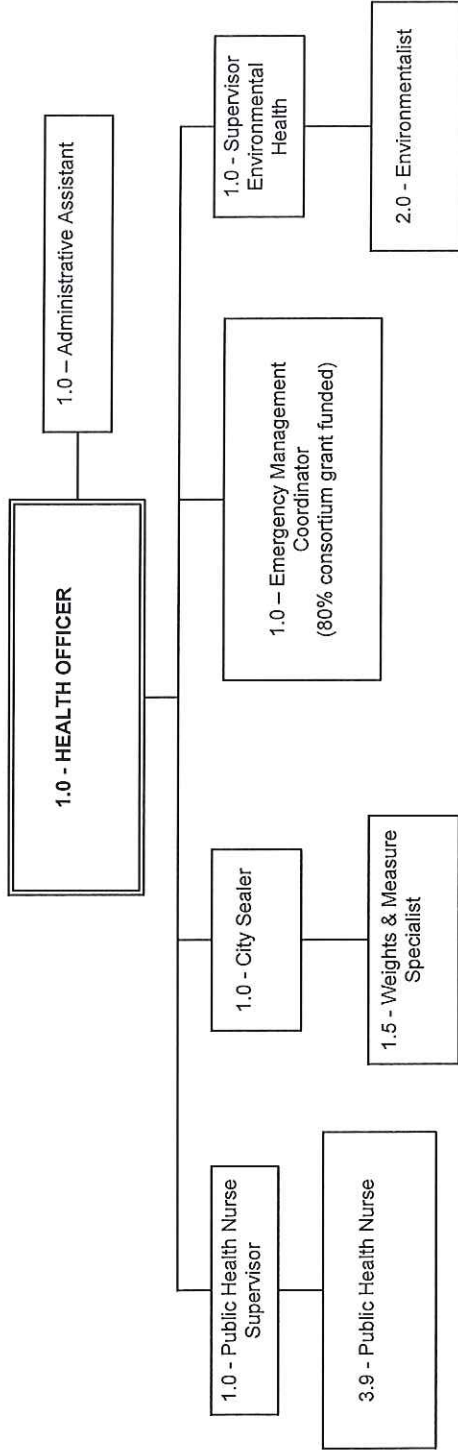 1.0 - HEALTH OFFICER
1.0 – Administrative Assistant
1.0 - Public Health Nurse
Supervisor
1.0 - City Sealer
1.0 – Emergency Management
Coordinator
(80% consortium grant funded)
1.0 - Supervisor
Environmental
Health
3.9 - Public Health Nurse
1.5 - Weights & Measure
Specialist
2.0 - Environmentalist